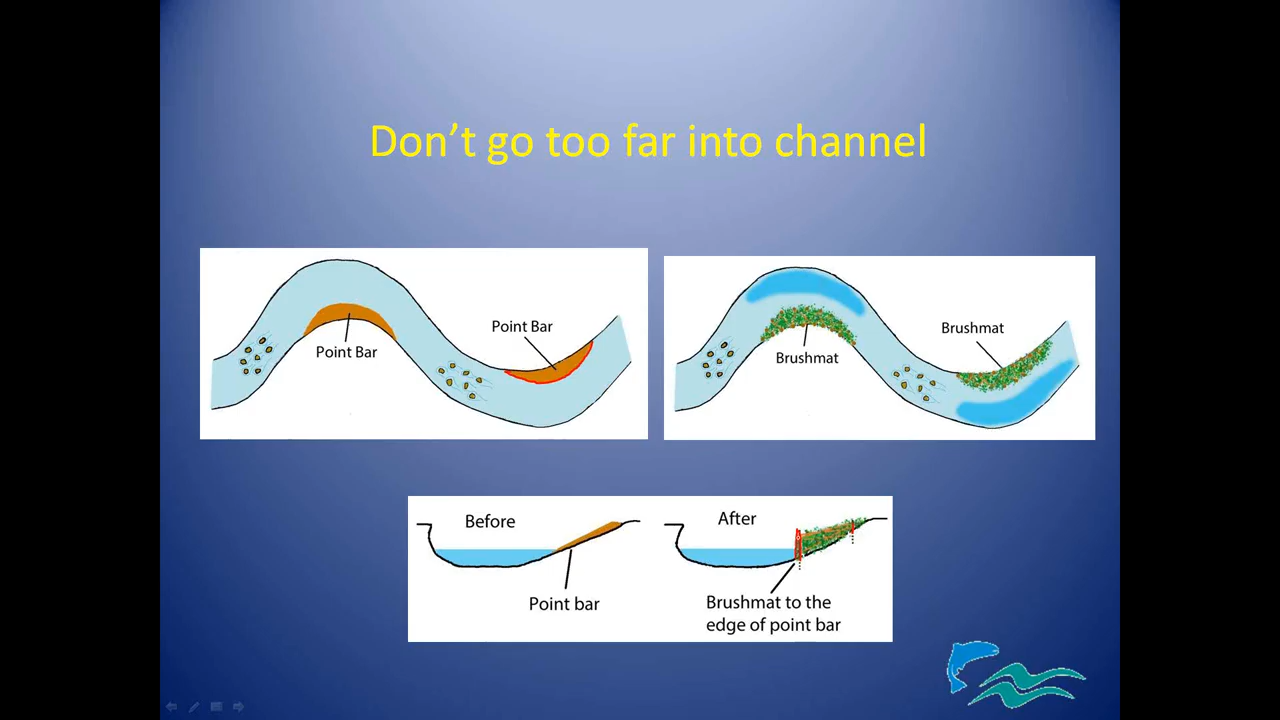 Don't go too far into channel
Point Bar
Point Bar
Brushmat
Brushmat
Before
Point bar
After
Brushmat to the
edge of point bar